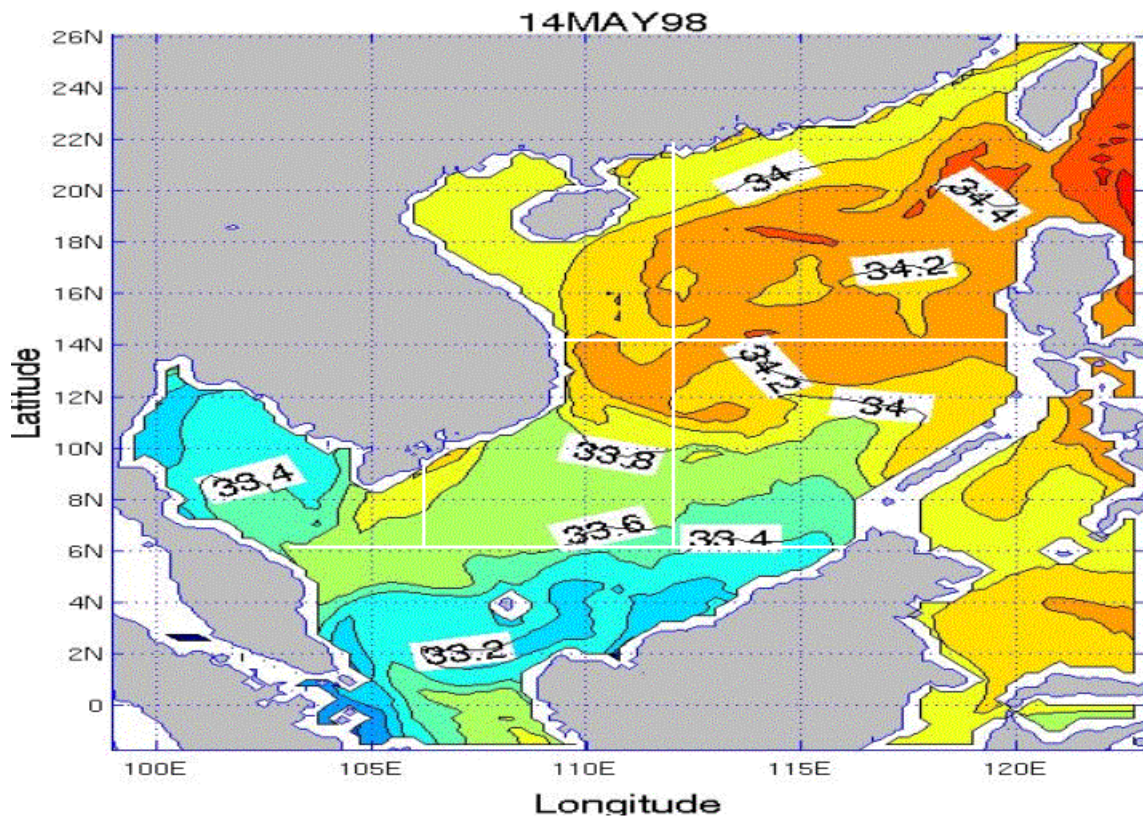 14MAY98
26N
24N
22N
20N
18N
16N
14N
12N
10N
8N
6N
4N
2N
0
Latitude
34
34.4
34.2
34.2
34
33.8
33.4
33.6
33.4
33.2
100E 105E 110E 115E 120E
Longitude